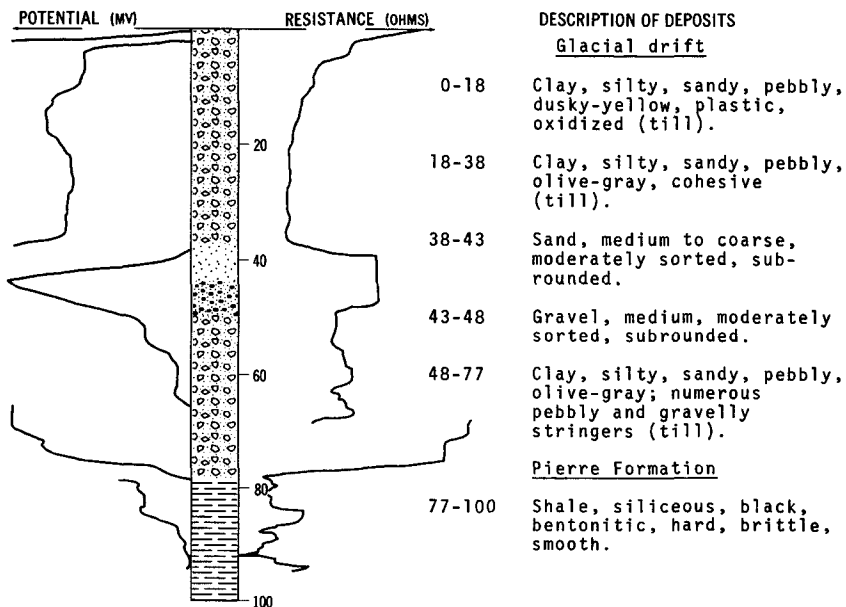 POTENTIAL (MV)
RESISTANCE (OHMS)
DESCRIPTION OF DEPOSITS
Glacial drift
0-18 Clay, silty, sandy, pebbly,
dusky-yellow, plastic,
oxidized (till).
20
18-38 Clay, silty, sandy, pebbly,
olive-gray, cohesive
(till).
38-43 Sand, medium to coarse,
moderately sorted, sub-
rounded.
40
43-48 Gravel, medium, moderately
sorted, subrounded.
48-77 Clay, silty, sandy, pebbly,
olive-gray; numerous
pebbly and gravelly
stringers (till).
60
Pierre Formation
80
77-100 Shale, siliceous, black,
bentonitic, hard, brittle,
smooth.
100